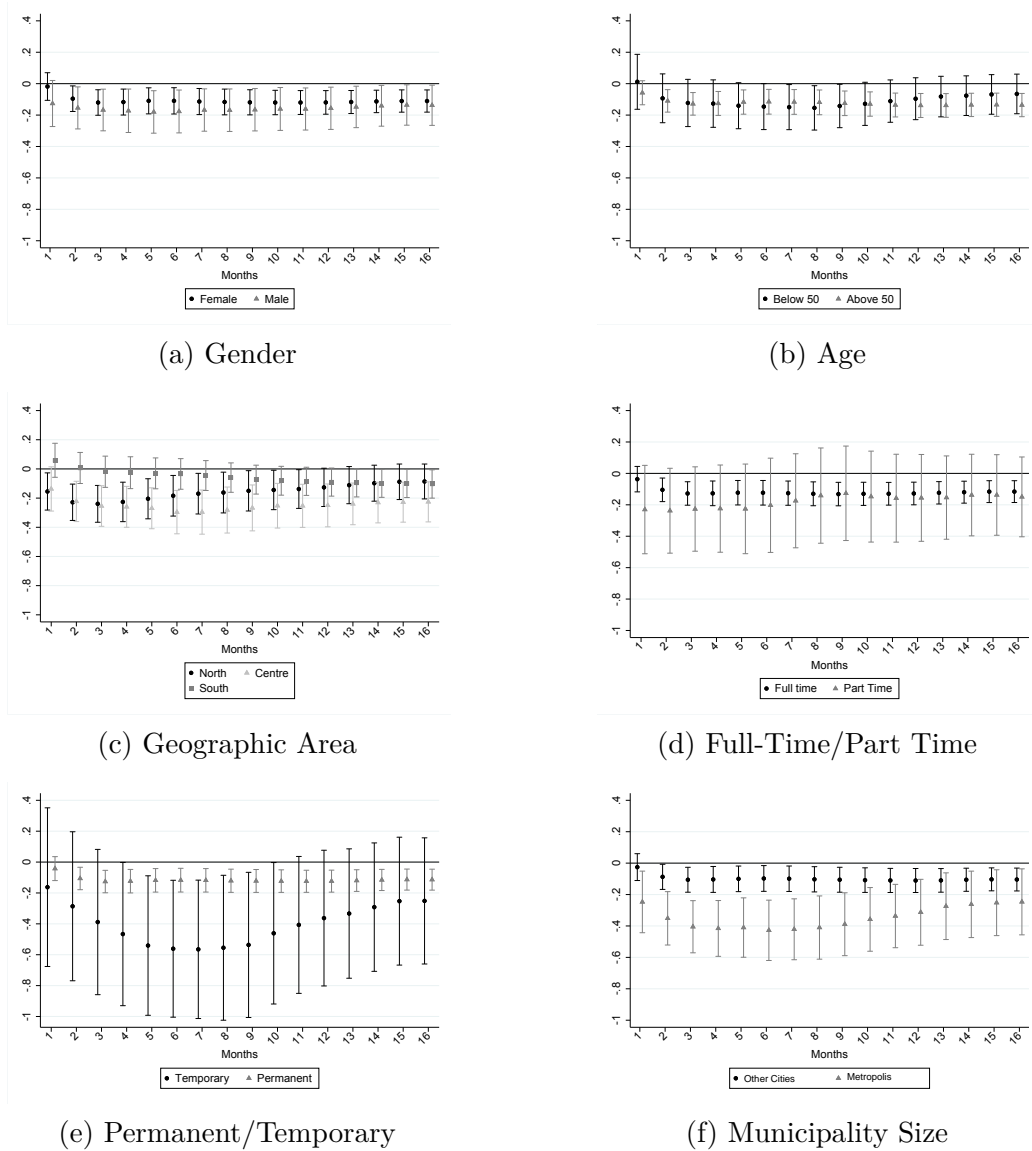 .4
.2
0
-.2
-.4
-.6
-.8
-1
1 2 3 4 5 6 7 8 9 10 11 12 13 14 15 16
Months
Female Male
(a) Gender
.4
.2
0
-.2
-.4
-.6
-.8
-1
1 2 3 4 5 6 7 8 9 10 11 12 13 14 15 16
Months
Below 50 Above 50
(b) Age
.4
.2
0
-.2
-.4
-.6
-.8
-1
1 2 3 4 5 6 7 8 9 10 11 12 13 14 15 16
Months
North Centre
South
(c) Geographic Area
.4
.2
0
-.2
-.4
-.6
-.8
-1
1 2 3 4 5 6 7 8 9 10 11 12 13 14 15 16
Months
Full time Part Time
(d) Full-Time/Part Time
.4
.2
0
-.2
-.4
-.6
-.8
-1
1 2 3 4 5 6 7 8 9 10 11 12 13 14 15 16
Months
Temporary Permanent
(e) Permanent/Temporary
.4
.2
0
-.2
-.4
-.6
-.8
-1
1 2 3 4 5 6 7 8 9 10 11 12 13 14 15 16
Months
Other Cities Metropolis
(f) Municipality Size